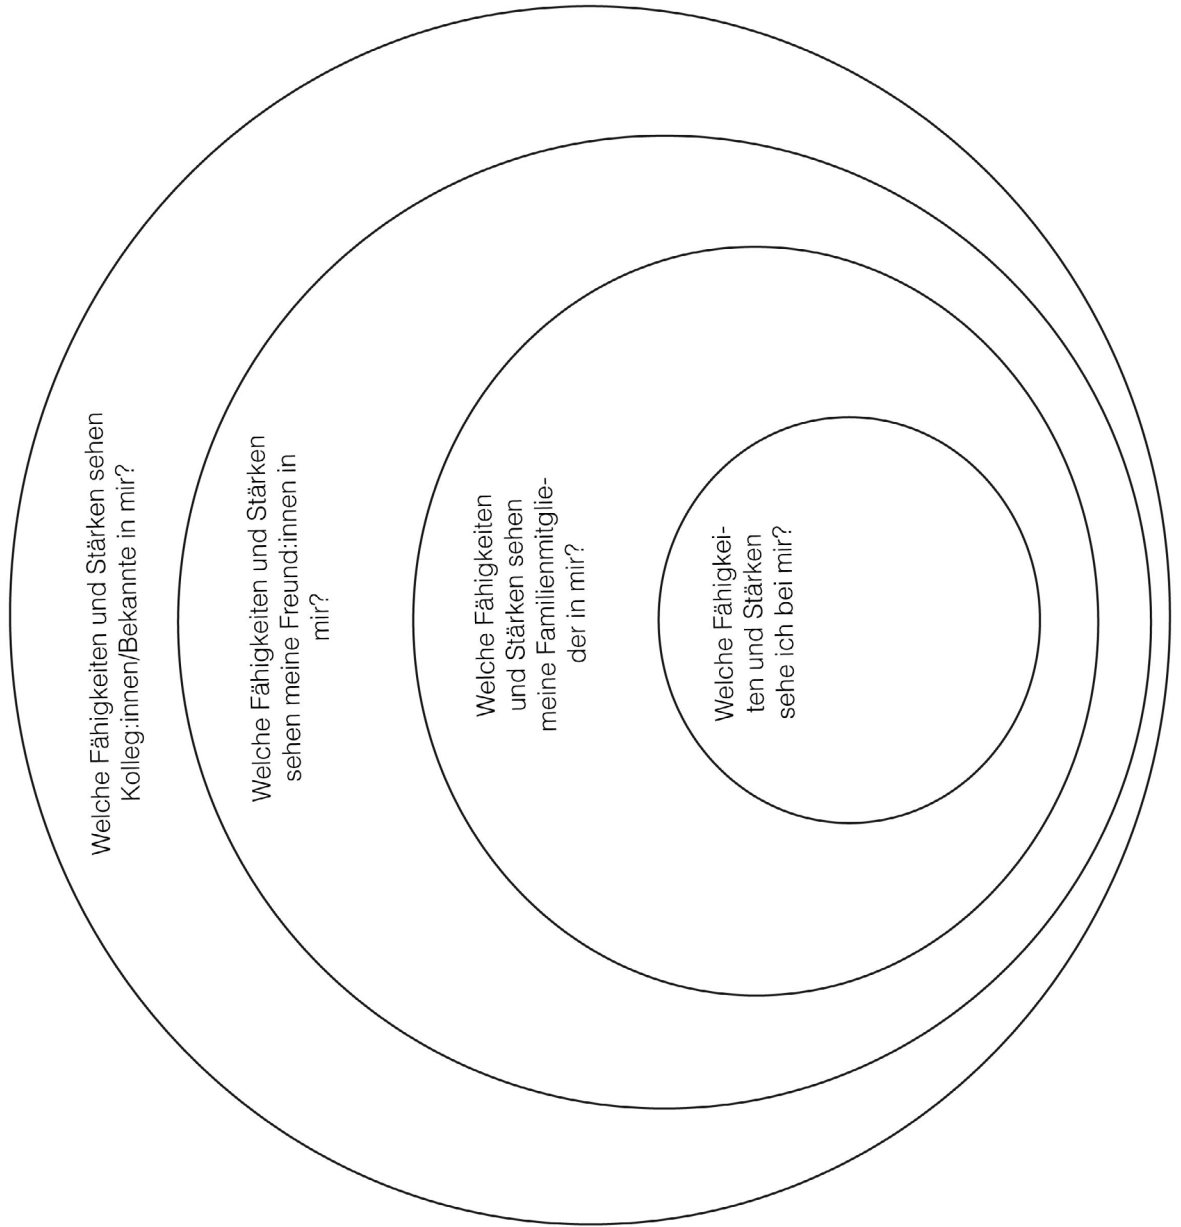 Welche Fähigkeiten und Stärken sehen
Kolleg:innen/Bekannte in mir?
Welche Fähigkeiten und Stärken
sehen meine Freund:innen in
mir?
Welche Fähigkeiten
und Stärken sehen
meine Familienmitglie-
der in mir?
Welche Fähigkei-
ten und Stärken
sehe ich bei mir?